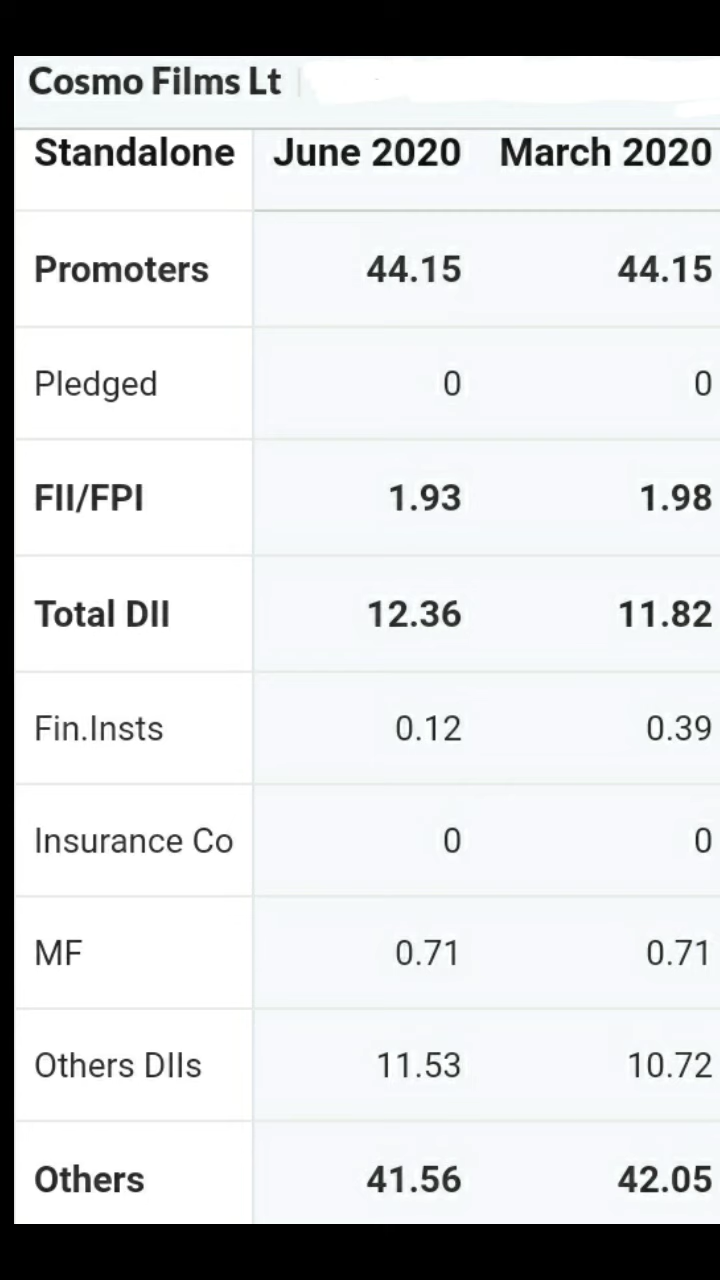 Cosmo Films Lt
Standalone June 2020 March 2020
Promoters 44.15 44.15
Pledged 0 0
FII/FPI 1.93 1.98
Total DII 12.36 11.82
Fin.Insts 0.12 0.39
Insurance Co 0 0
MF 0.71 0.71
Others DIIs 11.53 10.72
Others 41.56 42.05